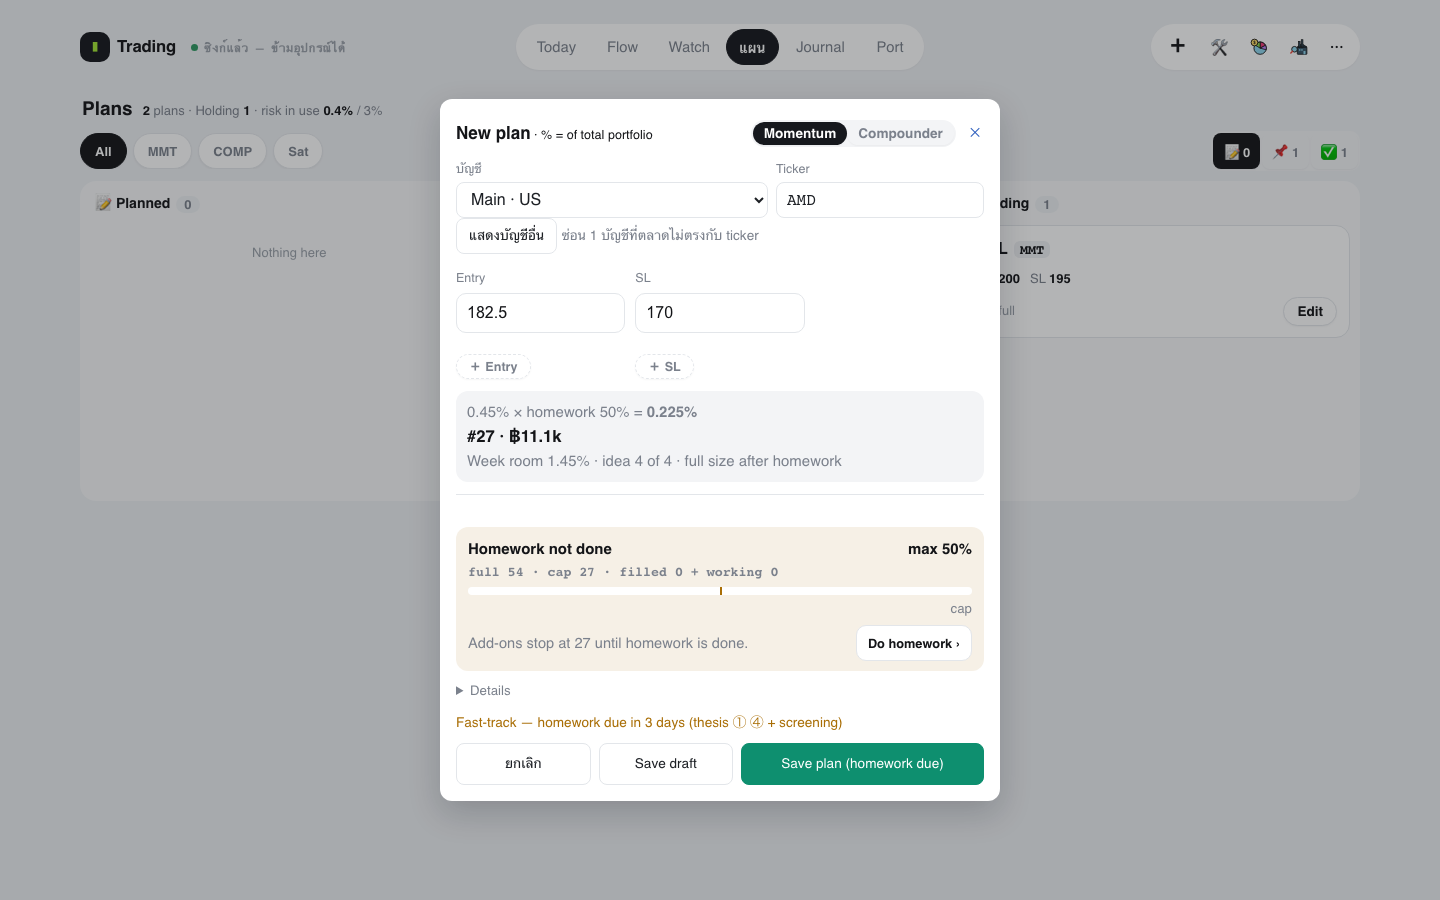 Trading
ซิงก์แล้ว — ข้ามอุปกรณ์ได้
Today Flow Watch แผน Journal Port
+ ...
Plans 2 plans · Holding 1 · risk in use 0.4% / 3%
All MMT COMP Sat
0 1 1
Planned 0
Nothing here
ding 1
L MMT
200 SL 195
full
Edit
New plan · % = of total portfolio
Momentum Compounder ×
บัญชี Ticker
Main · US AMD
แสดงบัญชีอื่น ซ่อน 1 บัญชีที่ตลาดไม่ตรงกับ ticker
Entry SL
182.5 170
+ Entry + SL
0.45% × homework 50% = 0.225%
#27 · ฿11.1k
Week room 1.45% · idea 4 of 4 · full size after homework
Homework not done max 50%
full 54 · cap 27 · filled 0 + working 0
cap
Add-ons stop at 27 until homework is done. Do homework ›
▶ Details
Fast-track — homework due in 3 days (thesis ① ④ + screening)
ยกเลิก Save draft Save plan (homework due)